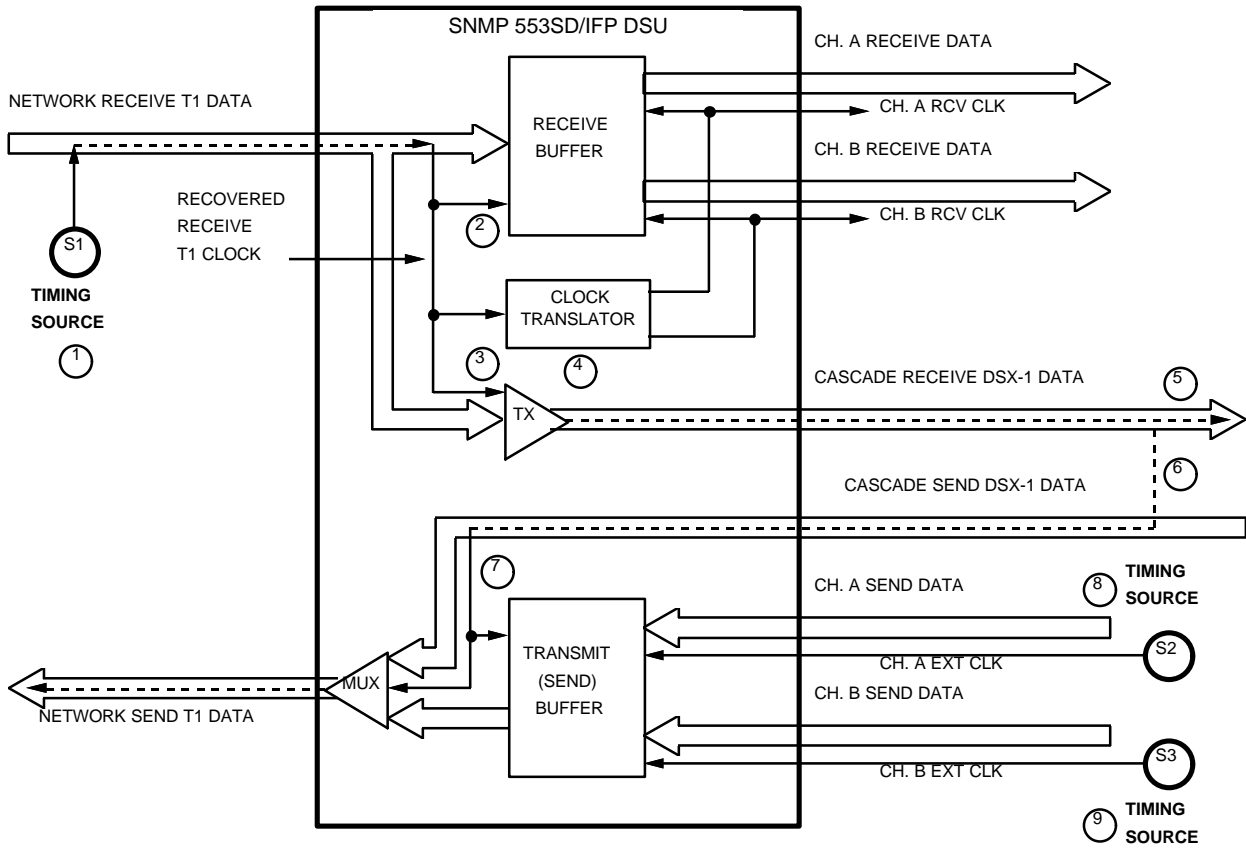 SNMP 553SD/IFP DSU
CH. A RECEIVE DATA
NETWORK RECEIVE T1 DATA
CH. A RCV CLK
RECEIVE
BUFFER
CH. B RECEIVE DATA
RECOVERED
RECEIVE
T1 CLOCK
2
CH. B RCV CLK
S1
TIMING
SOURCE
1
CLOCK
TRANSLATOR
3
4
CASCADE RECEIVE DSX-1 DATA
5
TX
6
CASCADE SEND DSX-1 DATA
7
CH. A SEND DATA
8
TIMING
SOURCE
TRANSMIT
(SEND)
BUFFER
S2
CH. A EXT CLK
MUX
CH. B SEND DATA
NETWORK SEND T1 DATA
S3
CH. B EXT CLK
9
TIMING
SOURCE